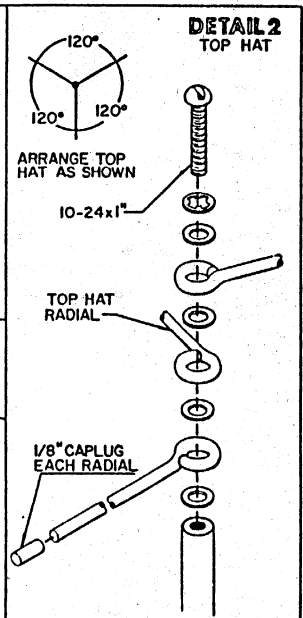 DETAIL 2
TOP HAT
120°
120°
120°
ARRANGE TOP
HAT AS SHOWN
10-24x1"
TOP HAT
RADIAL
1/8" CAPLUG
EACH RADIAL